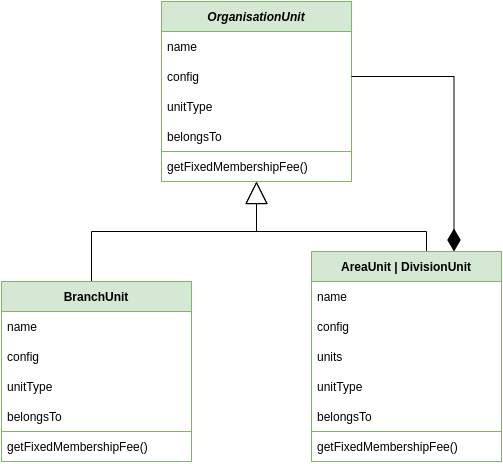 OrganisationUnit
name
config
unitType
belongsTo
getFixedMembershipFee()
BranchUnit
name
config
unitType
belongsTo
getFixedMembershipFee()
AreaUnit | DivisionUnit
name
config
units
unitType
belongsTo
getFixedMembershipFee()